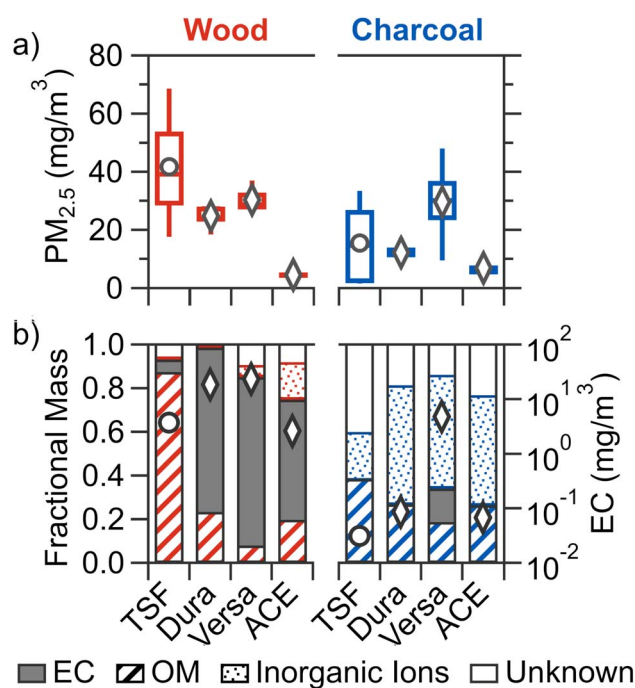 Wood Charcoal
a)
PM2.5 (mg/m3)
80
60
40
20
0
b)
Fractional Mass
1.0
0.8
0.6
0.4
0.2
0.0
10^2
10^1
10^0
10^-1
10^-2
EC (mg/m3)
TSF Dura Versa ACE TSF Dura Versa ACE
EC OM Inorganic Ions Unknown